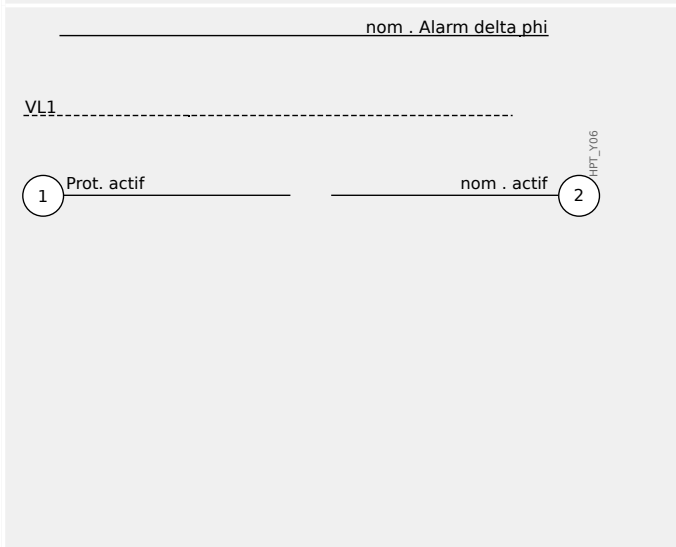 nom . Alarm delta phi
VL1
HPT_Y06
1 Prot. actif nom . actif 2